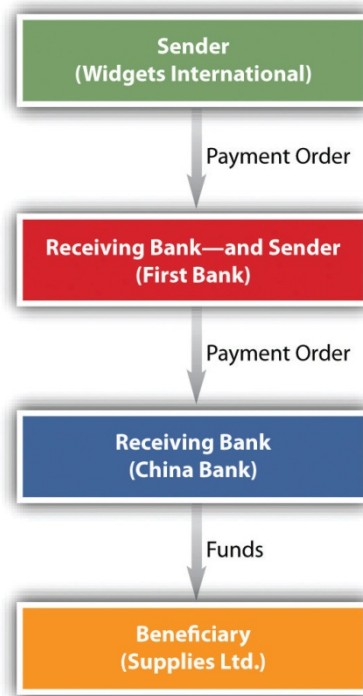 Sender
(Widgets International)
Payment Order
Receiving Bank—and Sender
(First Bank)
Payment Order
Receiving Bank
(China Bank)
Funds
Beneficiary
(Supplies Ltd.)